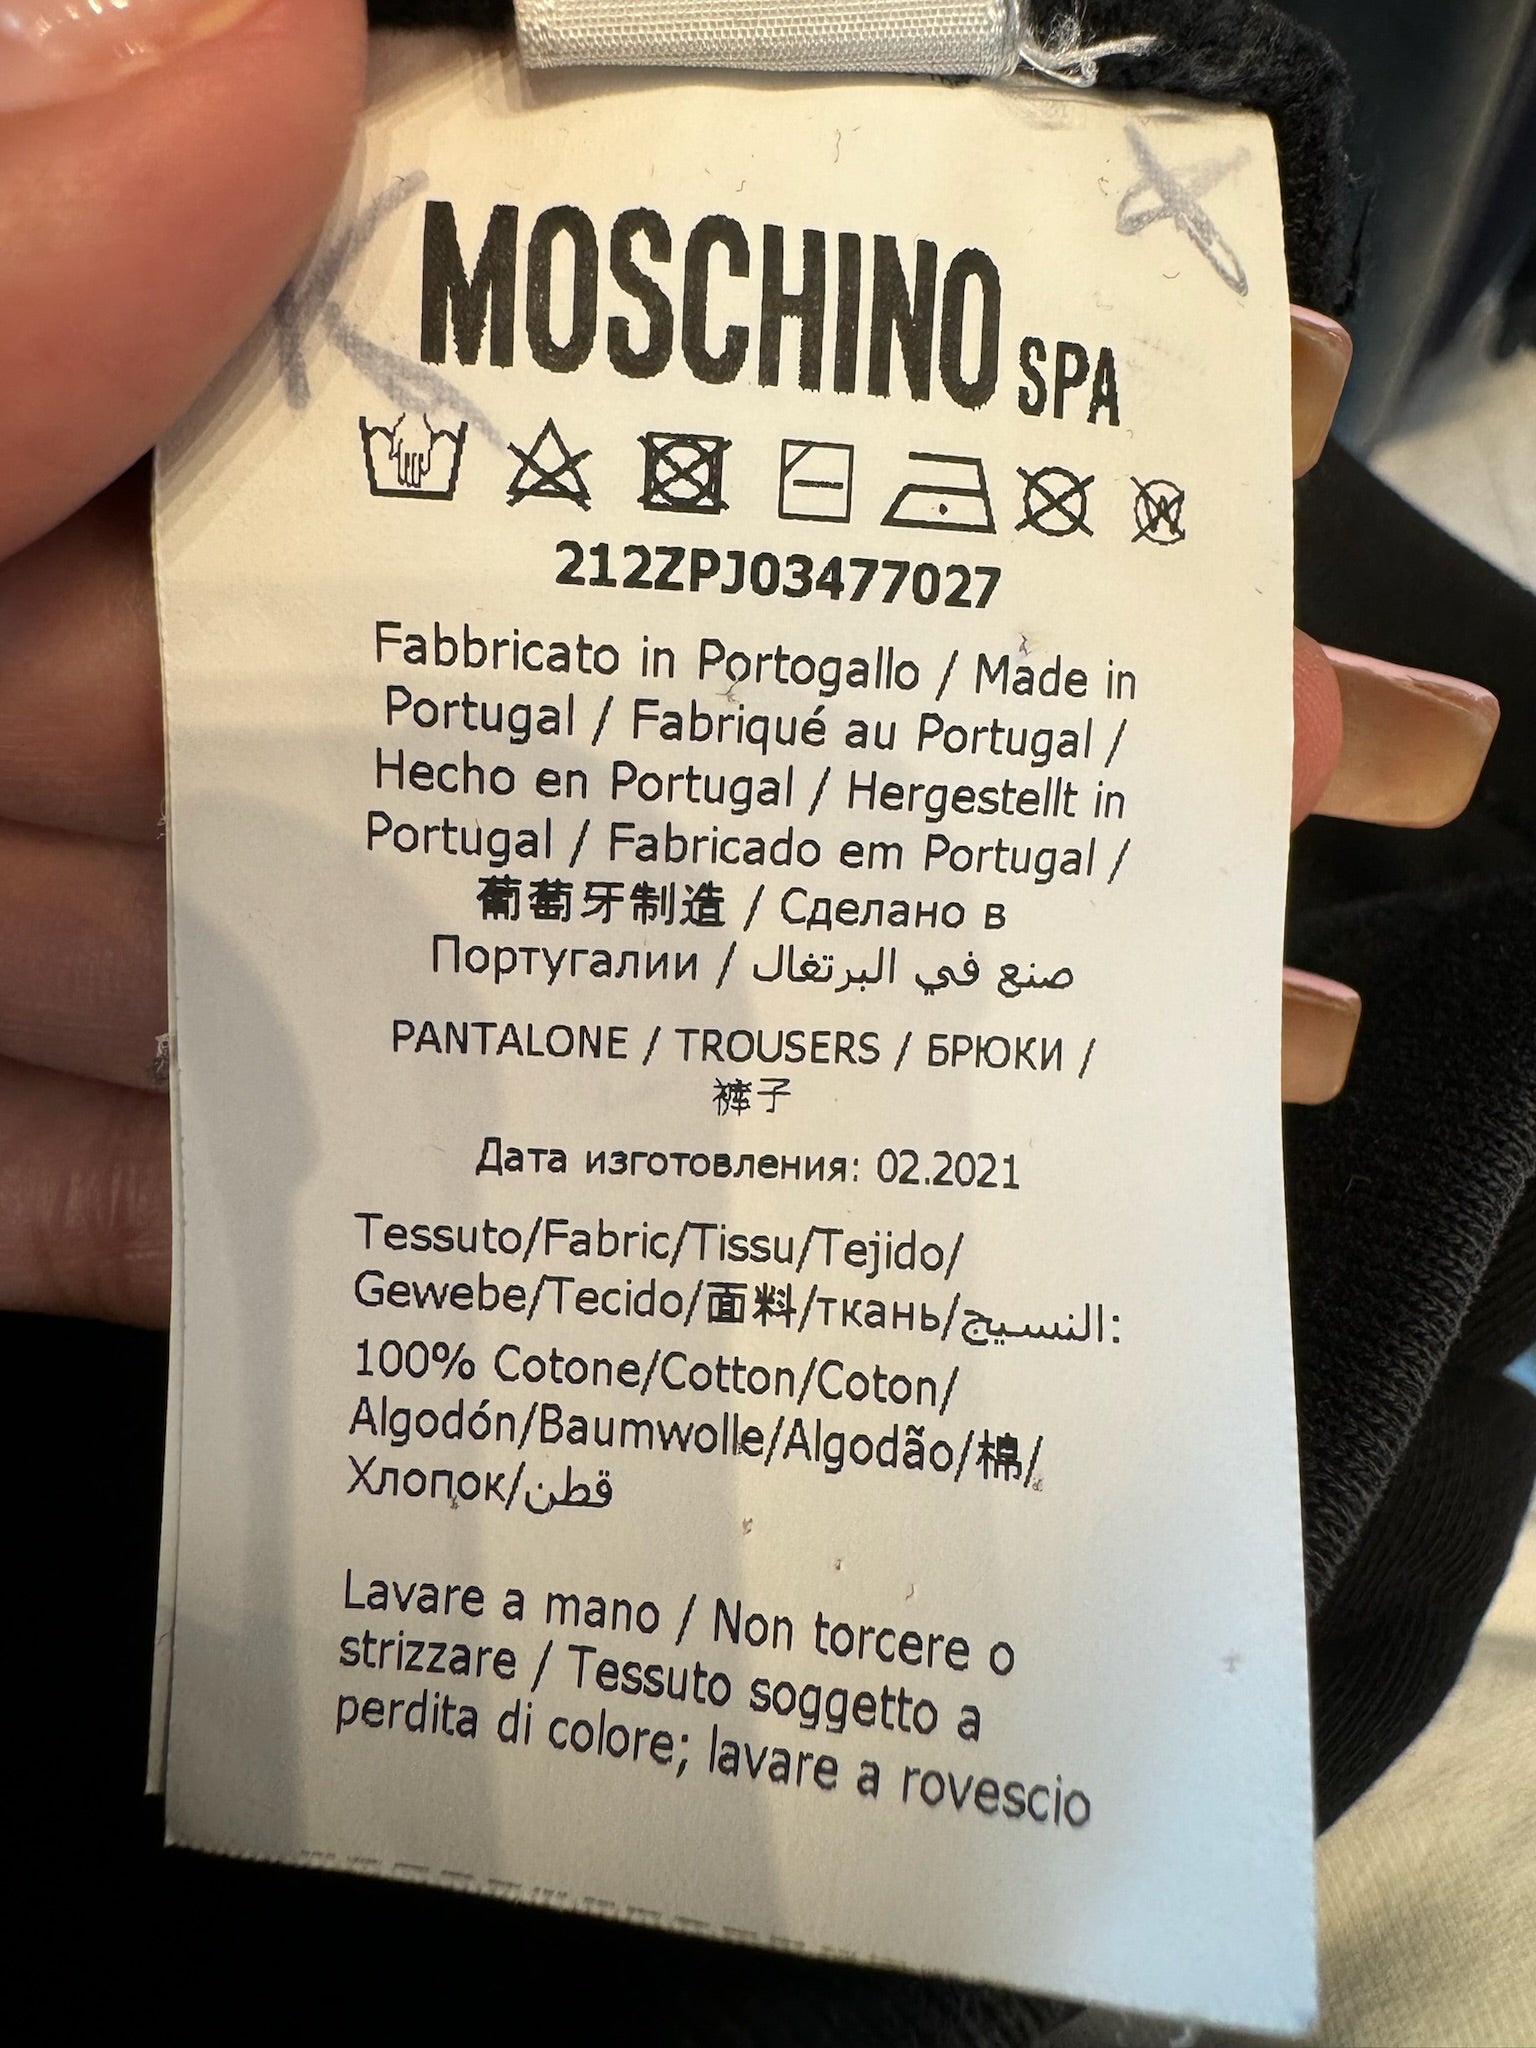 MOSCHINO SPA
212ZPJ03477027
Fabbricato in Portogallo / Made in
Portugal / Fabriqué au Portugal /
Hecho en Portugal / Hergestellt in
Portugal / Fabricado em Portugal /
葡萄牙制造 / Сделано в
Португалии / صنع في البرتغال
PANTALONE / TROUSERS / БРЮКИ /
裤子
Дата изготовления: 02.2021
Tessuto/Fabric/Tissu/Tejido/
Gewebe/Tecido/面料/ткань/النسيج:
100% Cotone/Cotton/Coton/
Algodón/Baumwolle/Algodão/棉/
Хлопок/قطن
Lavare a mano / Non torcere o
strizzare / Tessuto soggetto a
perdita di colore; lavare a rovescio